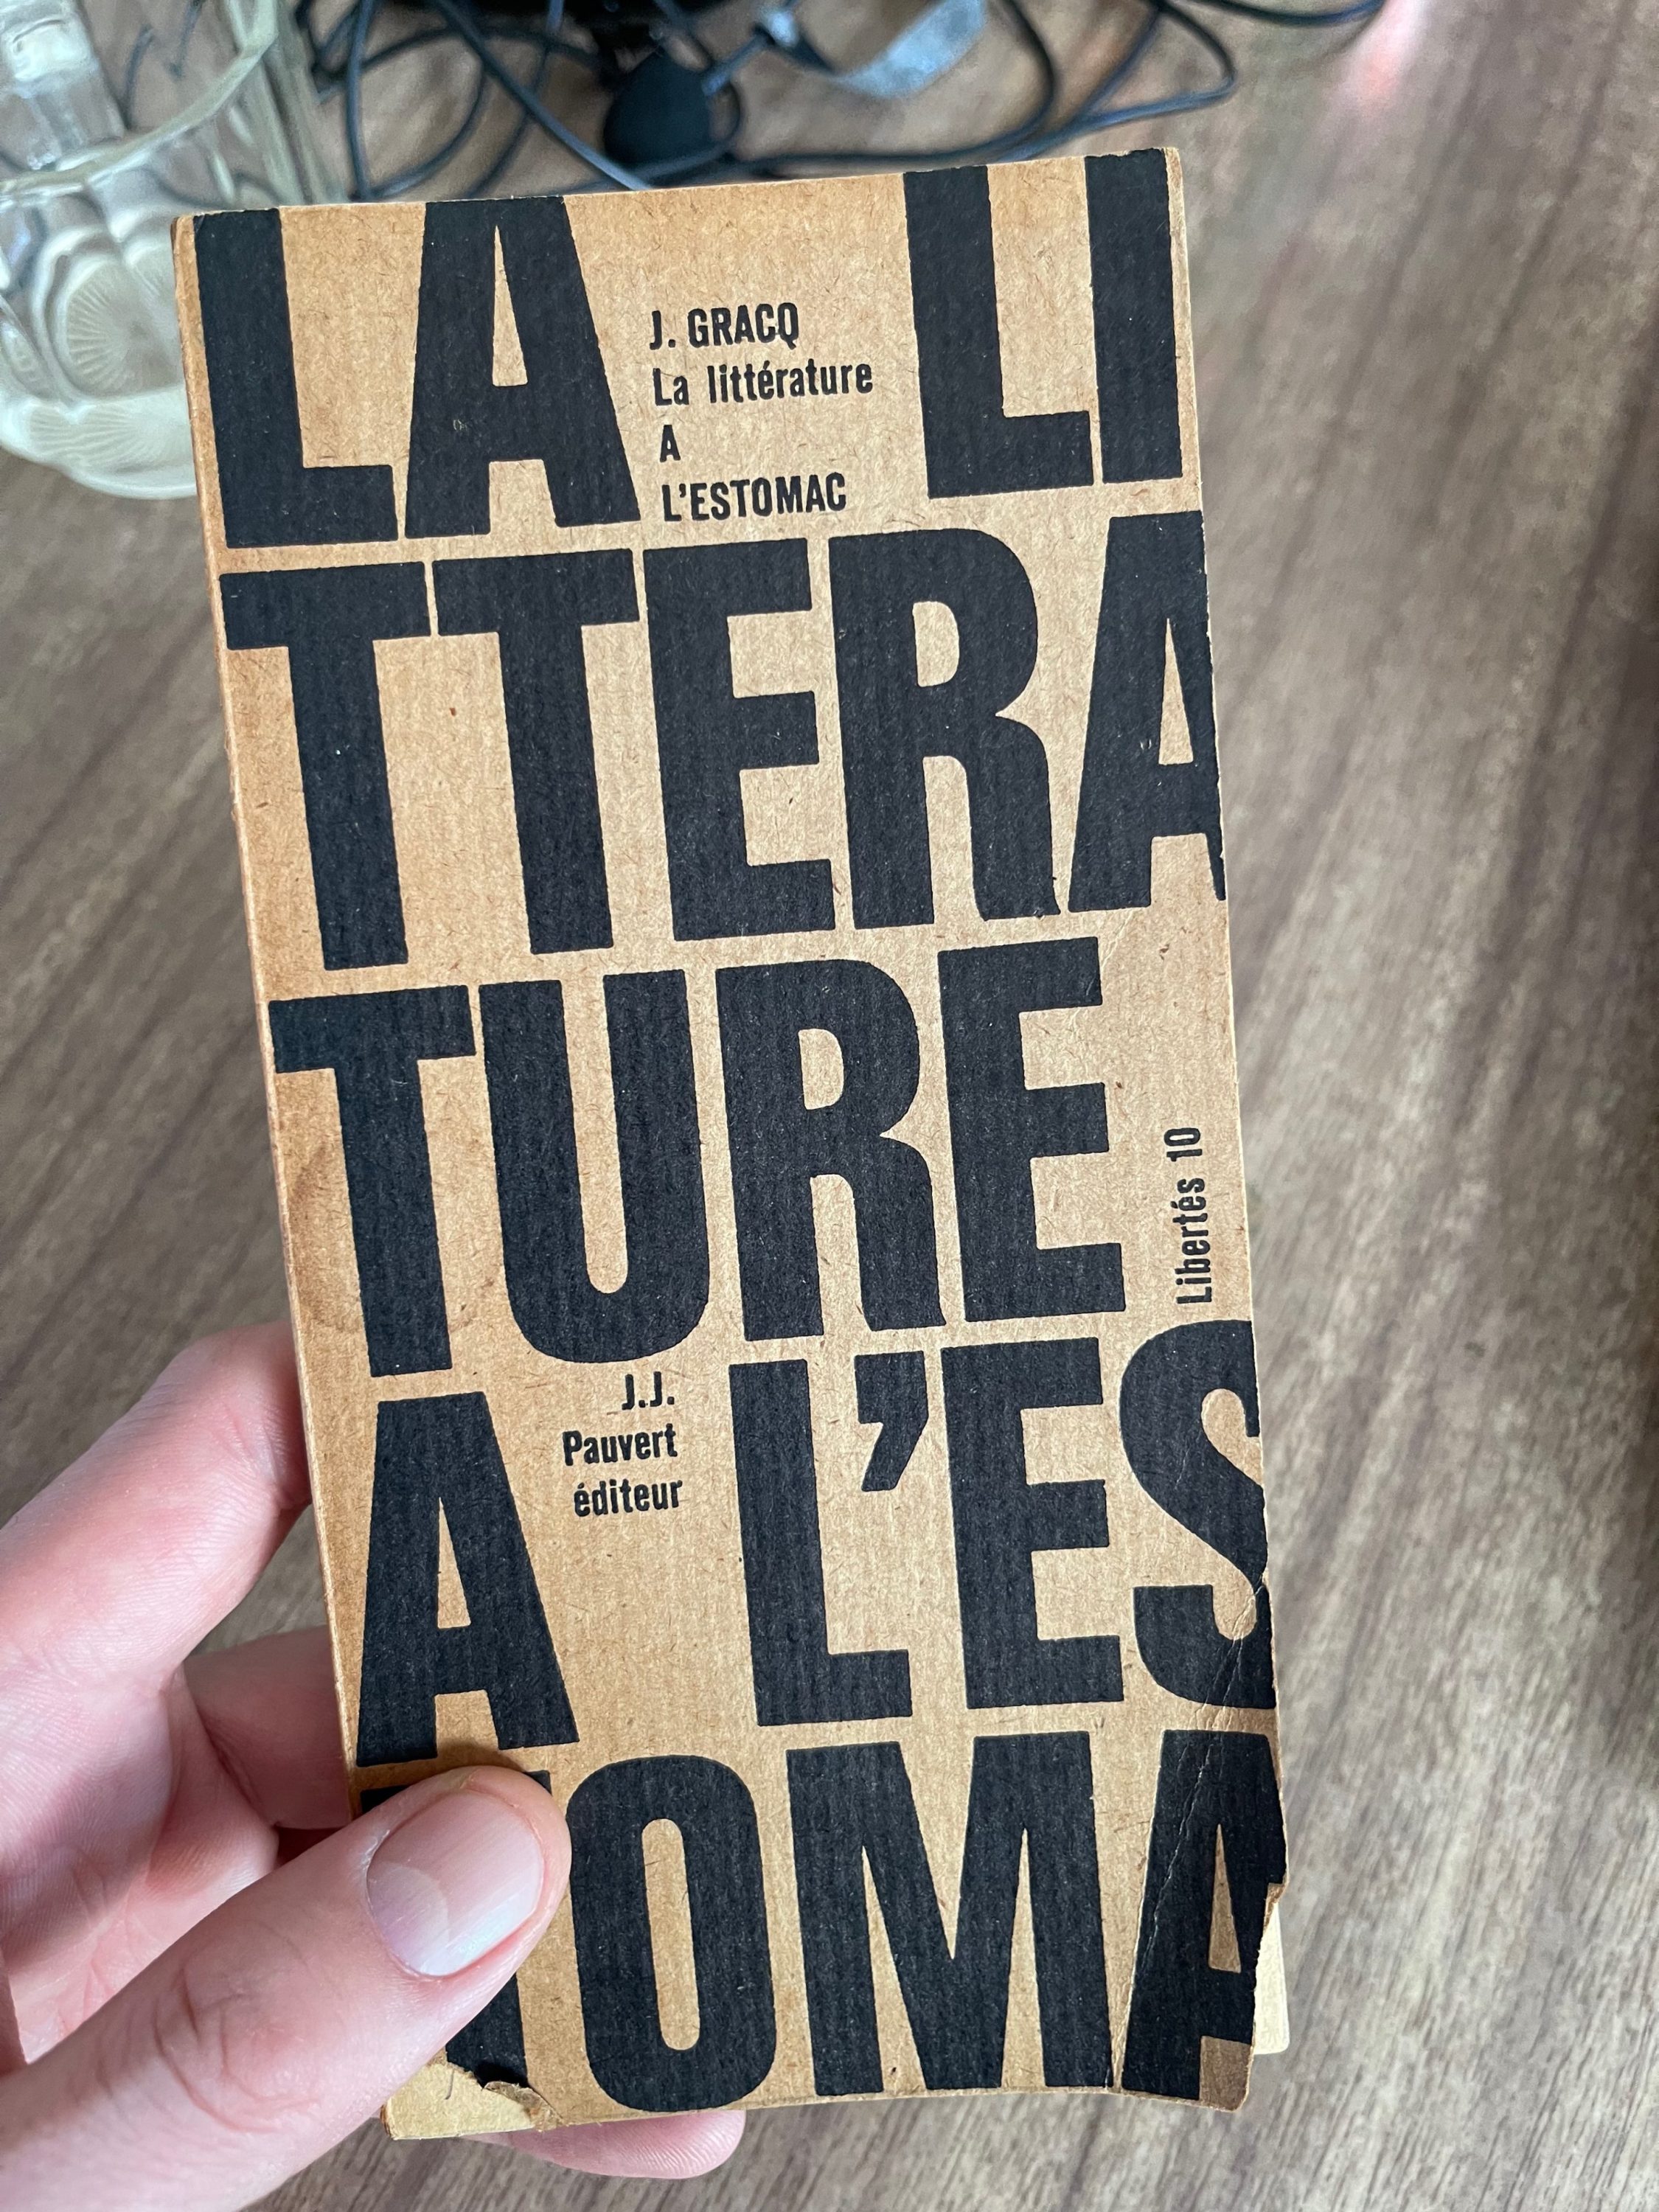 LA LI
J. GRACQ
La littérature
A
L'ESTOMAC
TTERA
TURE
Libertés 10
A L'ES
J.J.
Pauvert
éditeur
TOMA